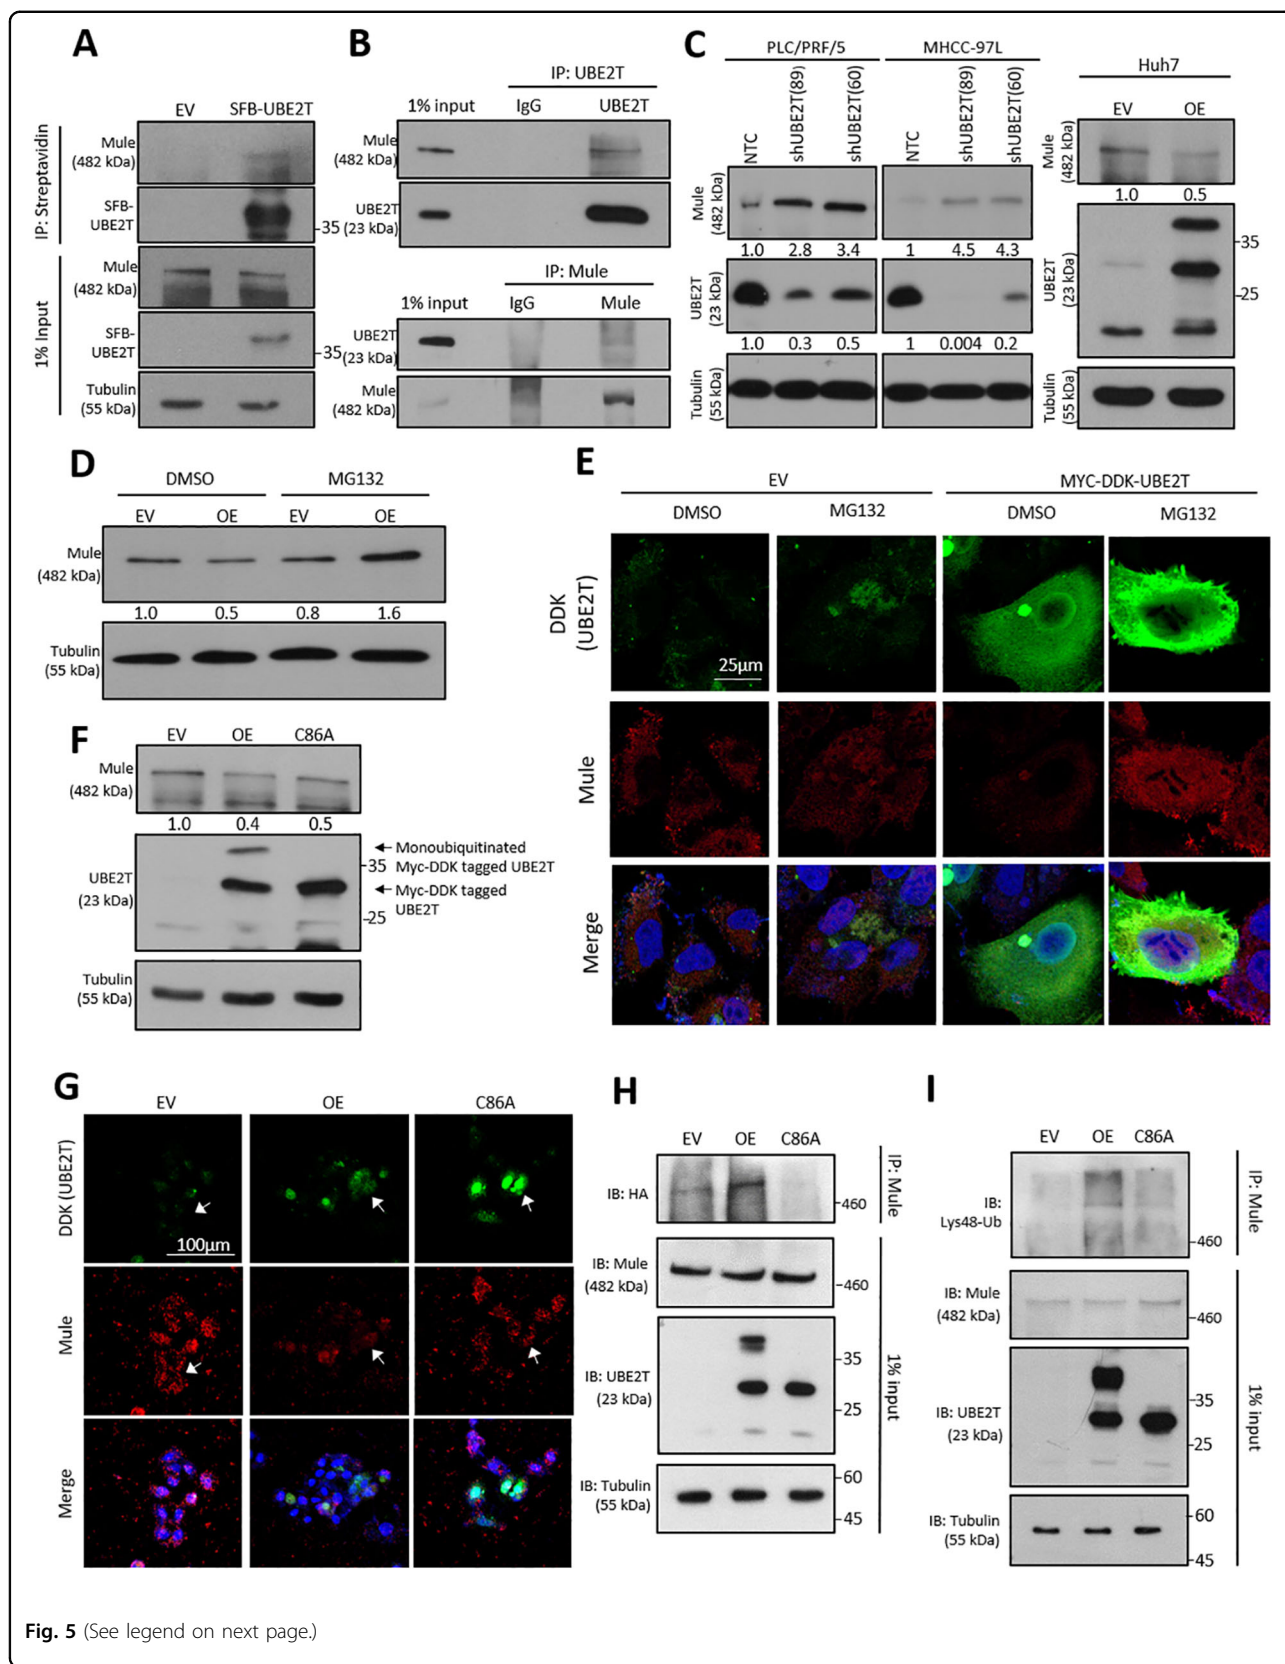 A
EV SFB-UBE2T
IP: Streptavidin
Mule
(482 kDa)
SFB-
UBE2T
-35
1% Input
Mule
(482 kDa)
SFB-
UBE2T
-35
Tubulin
(55 kDa)
B
IP: UBE2T
1% input IgG UBE2T
Mule
(482 kDa)
UBE2T
(23 kDa)
IP: Mule
1% input IgG Mule
UBE2T
(23 kDa)
Mule
(482 kDa)
C
PLC/PRF/5 MHCC-97L
NTC shUBE2T(89) shUBE2T(60) NTC shUBE2T(89) shUBE2T(60)
Mule
(482 kDa)
1.0 2.8 3.4 1 4.5 4.3
UBE2T
(23 kDa)
1.0 0.3 0.5 1 0.004 0.2
Tubulin
(55 kDa)
Huh7
EV OE
Mule
(482 kDa)
1.0 0.5
UBE2T
(23 kDa)
-35
-25
Tubulin
(55 kDa)
D
DMSO MG132
EV OE EV OE
Mule
(482 kDa)
1.0 0.5 0.8 1.6
Tubulin
(55 kDa)
E
EV MYC-DDK-UBE2T
DMSO MG132 DMSO MG132
DDK
(UBE2T)
25µm
Mule
Merge
F
EV OE C86A
Mule
(482 kDa)
1.0 0.4 0.5
UBE2T
(23 kDa)
Monoubiquitinated
-35 Myc-DDK tagged UBE2T
Myc-DDK tagged
UBE2T
-25
Tubulin
(55 kDa)
G
EV OE C86A
DDK (UBE2T)
100µm
Mule
Merge
H
EV OE C86A
IB: HA
-460
IP: Mule
IB: Mule
(482 kDa)
-460
IB: UBE2T
(23 kDa)
-35
-25
1% input
IB: Tubulin
(55 kDa)
-60
-45
I
EV OE C86A
IB:
Lys48-Ub
-460
IP: Mule
IB: Mule
(482 kDa)
-460
IB: UBE2T
(23 kDa)
-35
-25
1% input
IB: Tubulin
(55 kDa)
-60
45
Fig. 5 (See legend on next page.)